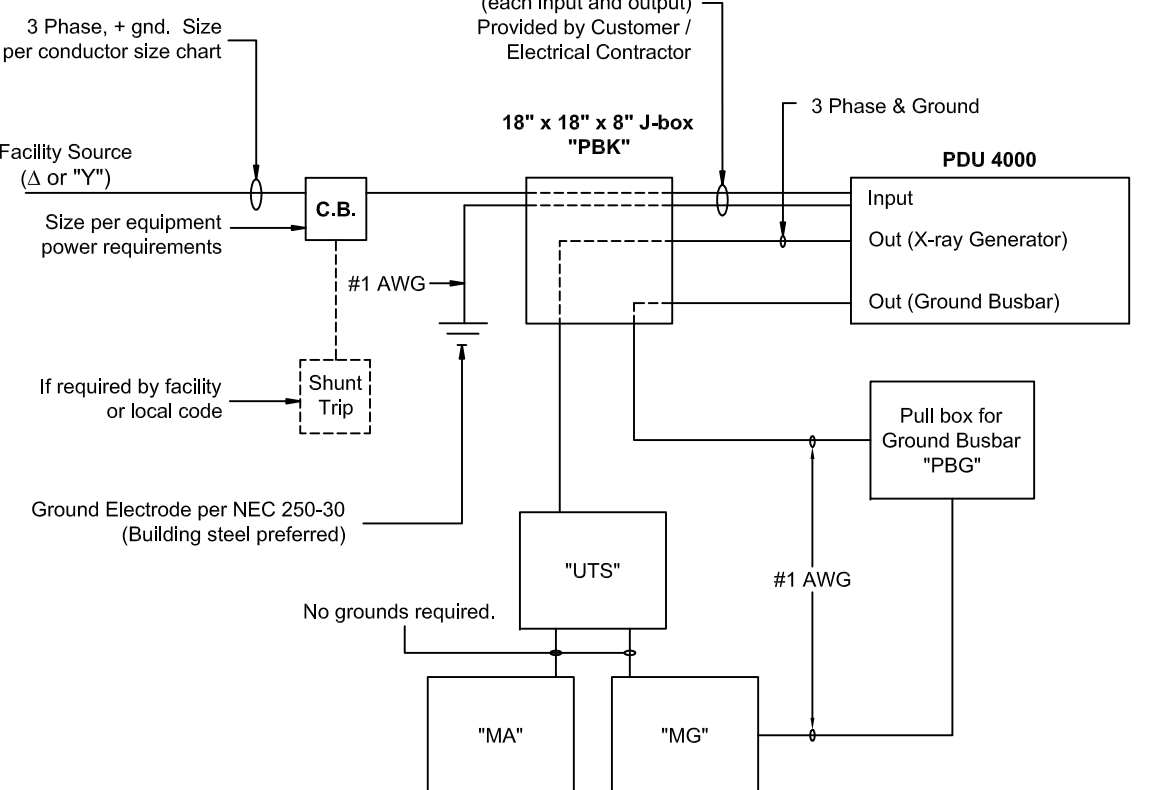 (each input and output)
Provided by Customer /
Electrical Contractor
3 Phase, + gnd. Size
per conductor size chart
3 Phase & Ground
18" x 18" x 8" J-box
"PBK"
PDU 4000
Facility Source
(Δ or "Y")
C.B.
Input
Size per equipment
power requirements
Out (X-ray Generator)
#1 AWG
Out (Ground Busbar)
If required by facility
or local code
Shunt
Trip
Pull box for
Ground Busbar
"PBG"
Ground Electrode per NEC 250-30
(Building steel preferred)
"UTS"
#1 AWG
No grounds required.
"MA"
"MG"